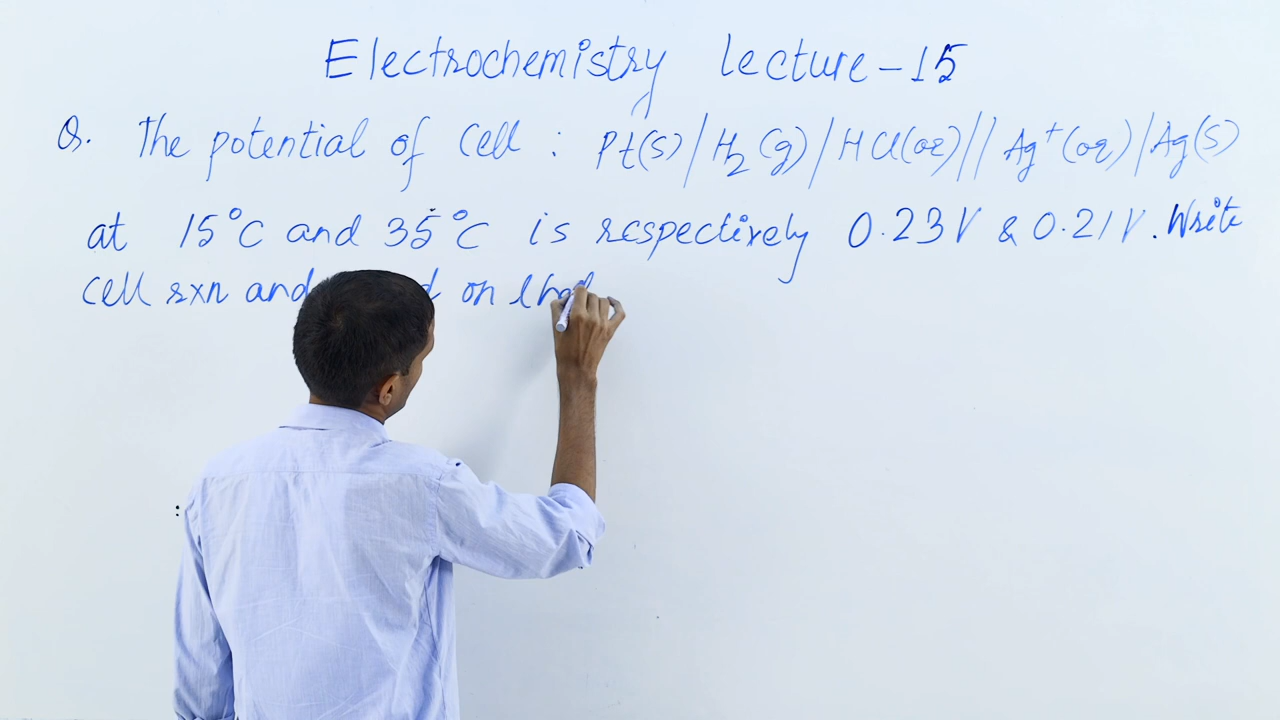 Electrochemistry lecture - 15
Q. The potential of cell : Pt(s)/H₂(g)/HCl(aq)//Ag⁺(aq)/Ag(s)
at 15°C and 35°C is respectively 0.23V & 0.21V. Write
cell rxn and on